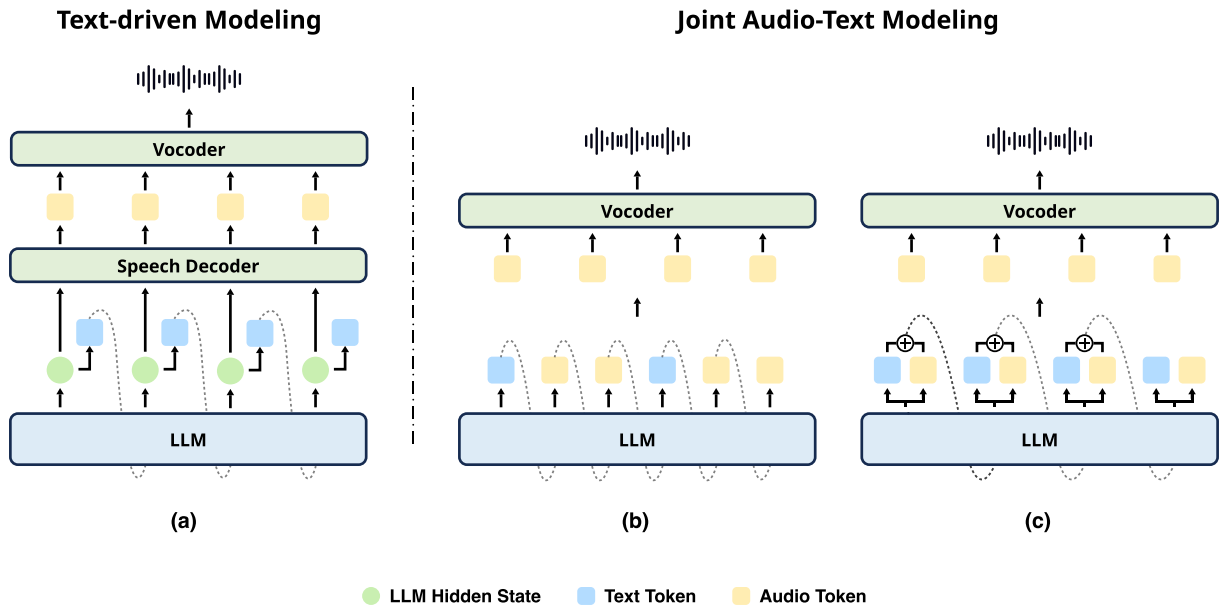 Text-driven Modeling
Joint Audio-Text Modeling
Vocoder
Speech Decoder
LLM
(a)
Vocoder
LLM
(b)
Vocoder
LLM
(c)
LLM Hidden State
Text Token
Audio Token